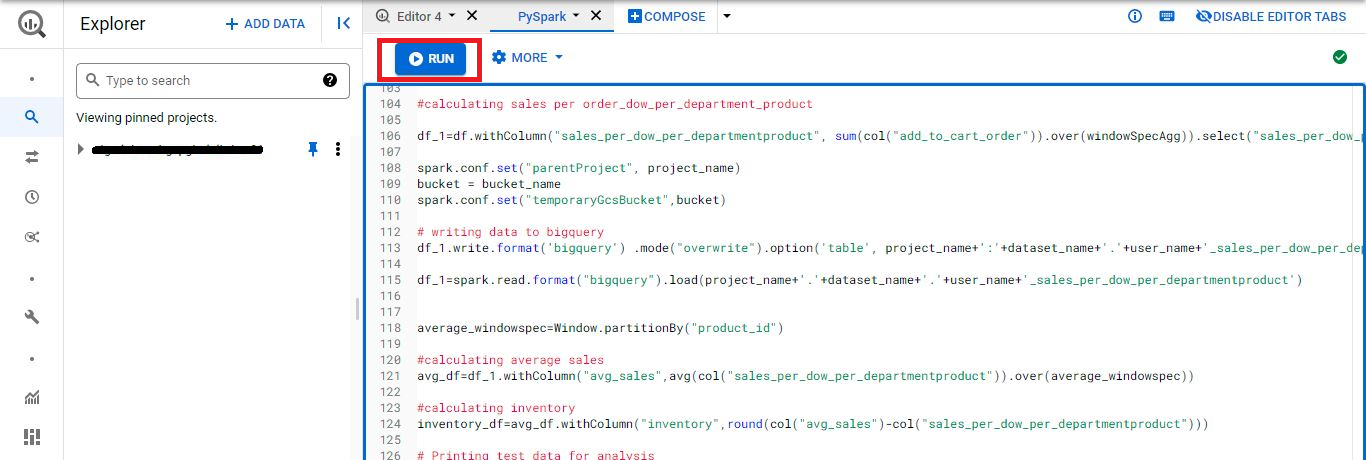 Explorer
+ ADD DATA
Type to search
Viewing pinned projects.
Editor 4
PySpark
COMPOSE
DISABLE EDITOR TABS
RUN
MORE
103
104 #calculating sales per order_dow_per_department_product
105
106 df_1=df.withColumn("sales_per_dow_per_departmentproduct", sum(col("add_to_cart_order")).over(windowSpecAgg)).select("sales_per_dow_p
107
108 spark.conf.set("parentProject", project_name)
109 bucket = bucket_name
110 spark.conf.set("temporaryGcsBucket",bucket)
111
112 # writing data to bigquery
113 df_1.write.format('bigquery') .mode("overwrite").option('table', project_name+':'+dataset_name+'.'+user_name+'_sales_per_dow_per_dep
114
115 df_1=spark.read.format("bigquery").load(project_name+'.'+dataset_name+'.'+user_name+'_sales_per_dow_per_departmentproduct')
116
117
118 average_windowspec=Window.partitionBy("product_id")
119
120 #calculating average sales
121 avg_df=df_1.withColumn("avg_sales",avg(col("sales_per_dow_per_departmentproduct")).over(average_windowspec))
122
123 #calculating inventory
124 inventory_df=avg_df.withColumn("inventory",round(col("avg_sales")-col("sales_per_dow_per_departmentproduct")))
125
126 # Printing test data for analysis